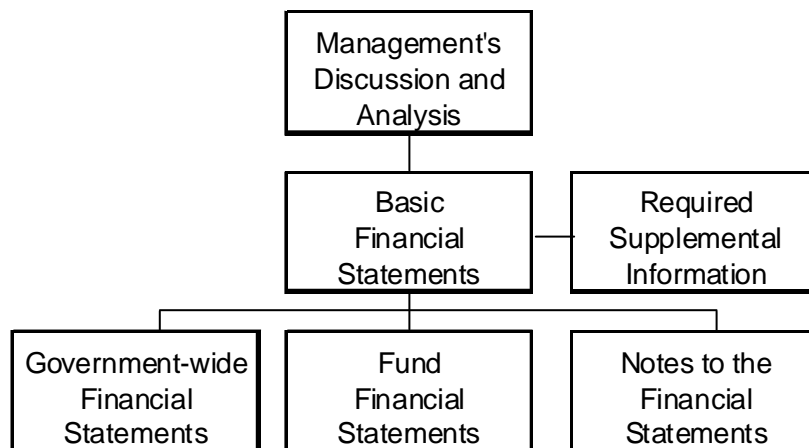 Management's
Discussion and
Analysis
Basic
Financial
Statements
Required
Supplemental
Information
Government-wide
Financial
Statements
Fund
Financial
Statements
Notes to the
Financial
Statements